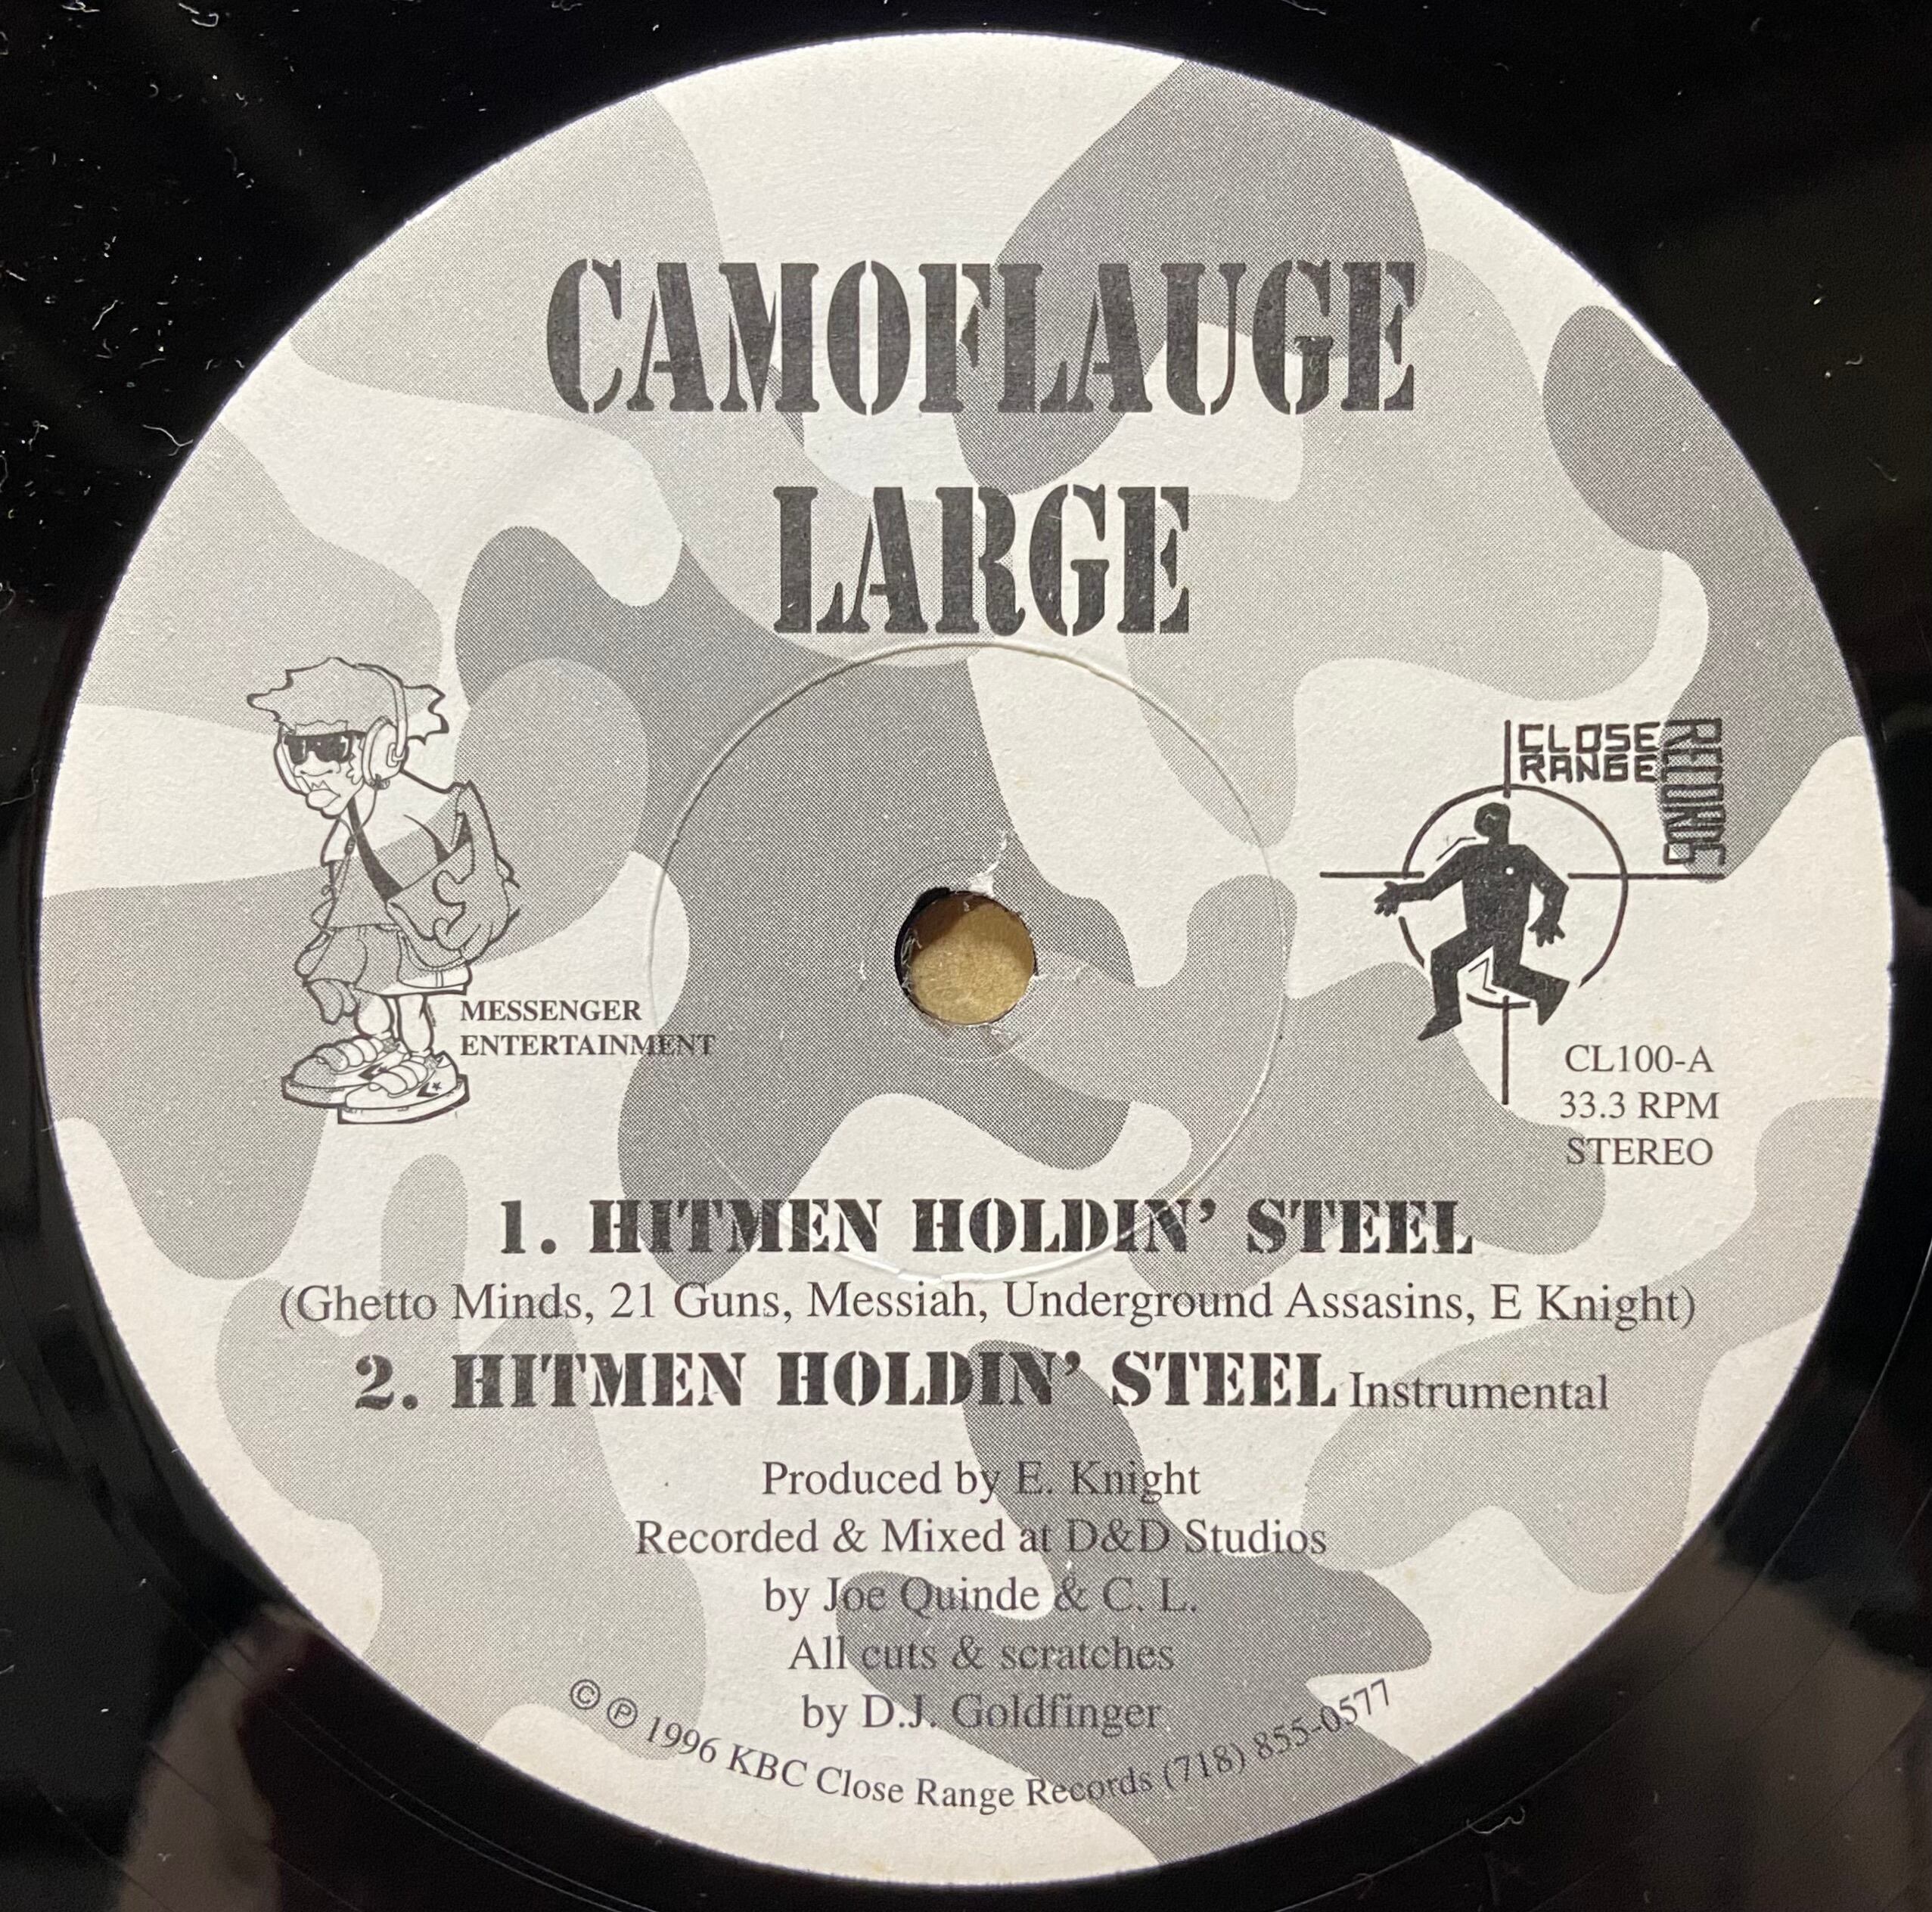 CAMOFLAUGE
LARGE
CLOSE
RANGE
RECORDS
MESSENGER
ENTERTAINMENT
CL100-A
33.3 RPM
STEREO
1. HITMEN HOLDIN' STEEL
(Ghetto Minds, 21 Guns, Messiah, Underground Assasins, E Knight)
2. HITMEN HOLDIN' STEEL Instrumental
Produced by E. Knight
Recorded & Mixed at D&D Studios
by Joe Quinde & C. L.
All cuts & scratches
by D.J. Goldfinger
© ℗ 1996 KBC Close Range Records (718) 855-0577